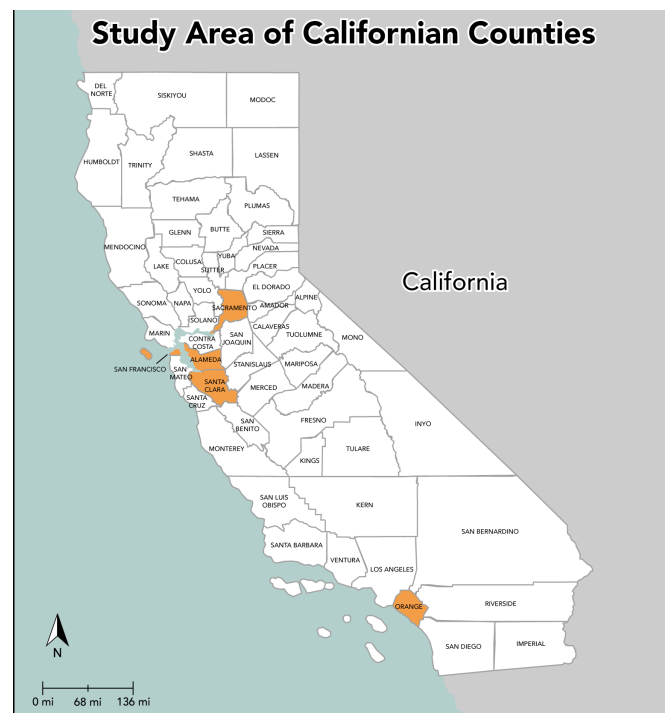 Study Area of Californian Counties
DEL
NORTE
SISKIYOU
MODOC
HUMBOLDT
TRINITY
SHASTA
LASSEN
TEHAMA
PLUMAS
GLENN
BUTTE
SIERRA
MENDOCINO
NEVADA
LAKE
COLUSA
YUBA
SUTTER
PLACER
California
EL DORADO
YOLO
SONOMA
NAPA
SACRAMENTO
AMADOR
ALPINE
SOLANO
CALAVERAS
MARIN
CONTRA
COSTA
SAN
JOAQUIN
TUOLUMNE
MONO
ALAMEDA
SAN FRANCISCO
STANISLAUS
MARIPOSA
SAN
MATEO
SANTA
CLARA
MERCED
MADERA
SANTA
CRUZ
SAN
BENITO
FRESNO
INYO
MONTEREY
TULARE
KINGS
SAN LUIS
OBISPO
KERN
SAN BERNARDINO
SANTA BARBARA
VENTURA
LOS ANGELES
ORANGE
RIVERSIDE
SAN DIEGO
IMPERIAL
N
0 mi 68 mi 136 mi